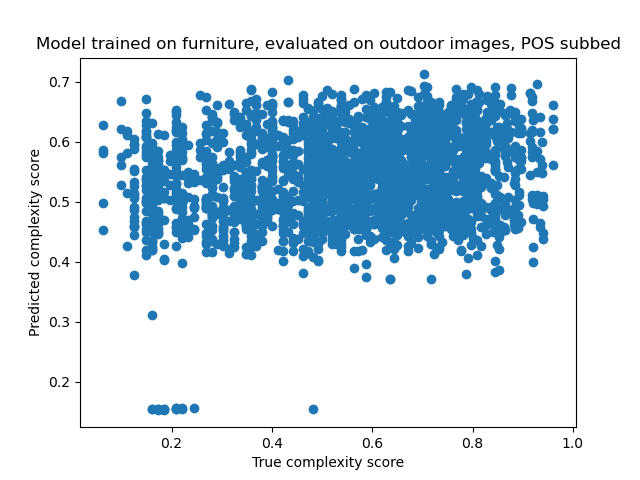 Model trained on furniture, evaluated on outdoor images, POS subbed
0.7
0.6
0.5
0.4
0.3
0.2
Predicted complexity score
0.2 0.4 0.6 0.8 1.0
True complexity score